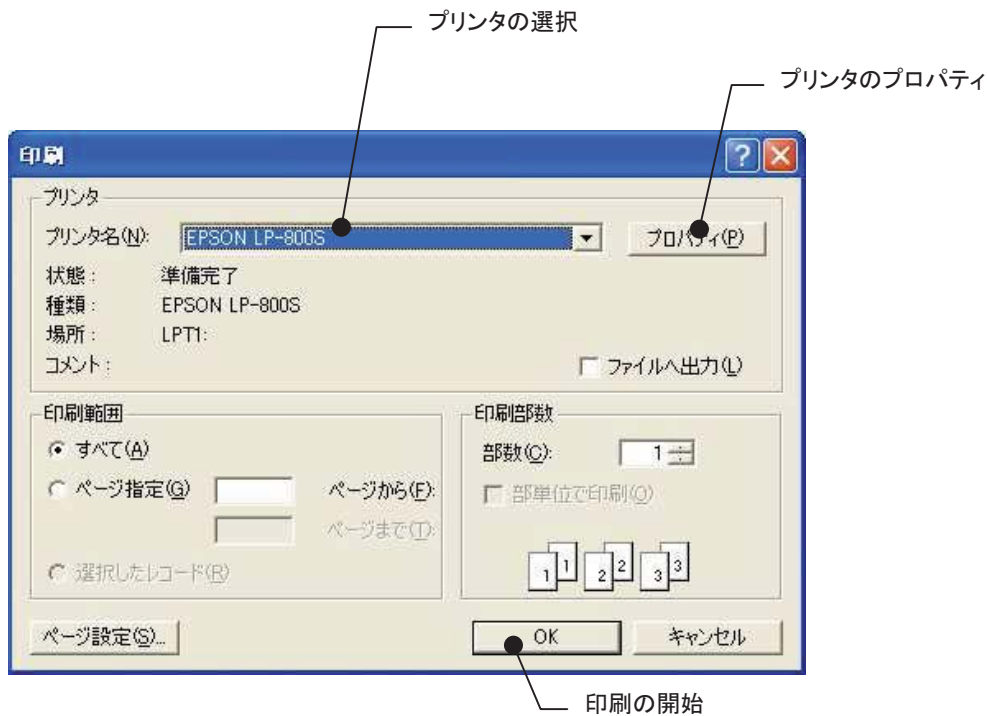 プリンタの選択
プリンタのプロパティ
印刷
プリンタ
プリンタ名(N): EPSON LP-800S プロパティ(P)
状態： 準備完了
種類： EPSON LP-800S
場所： LPT1:
コメント： ファイルへ出力(L)
印刷範囲
すべて(A)
ページ指定(G) ページから(F):
ページまで(T):
選択したレコード(R)
印刷部数
部数(C): 1
部単位で印刷(O)
1 1 2 2 3 3
ページ設定(S)... OK キャンセル
印刷の開始